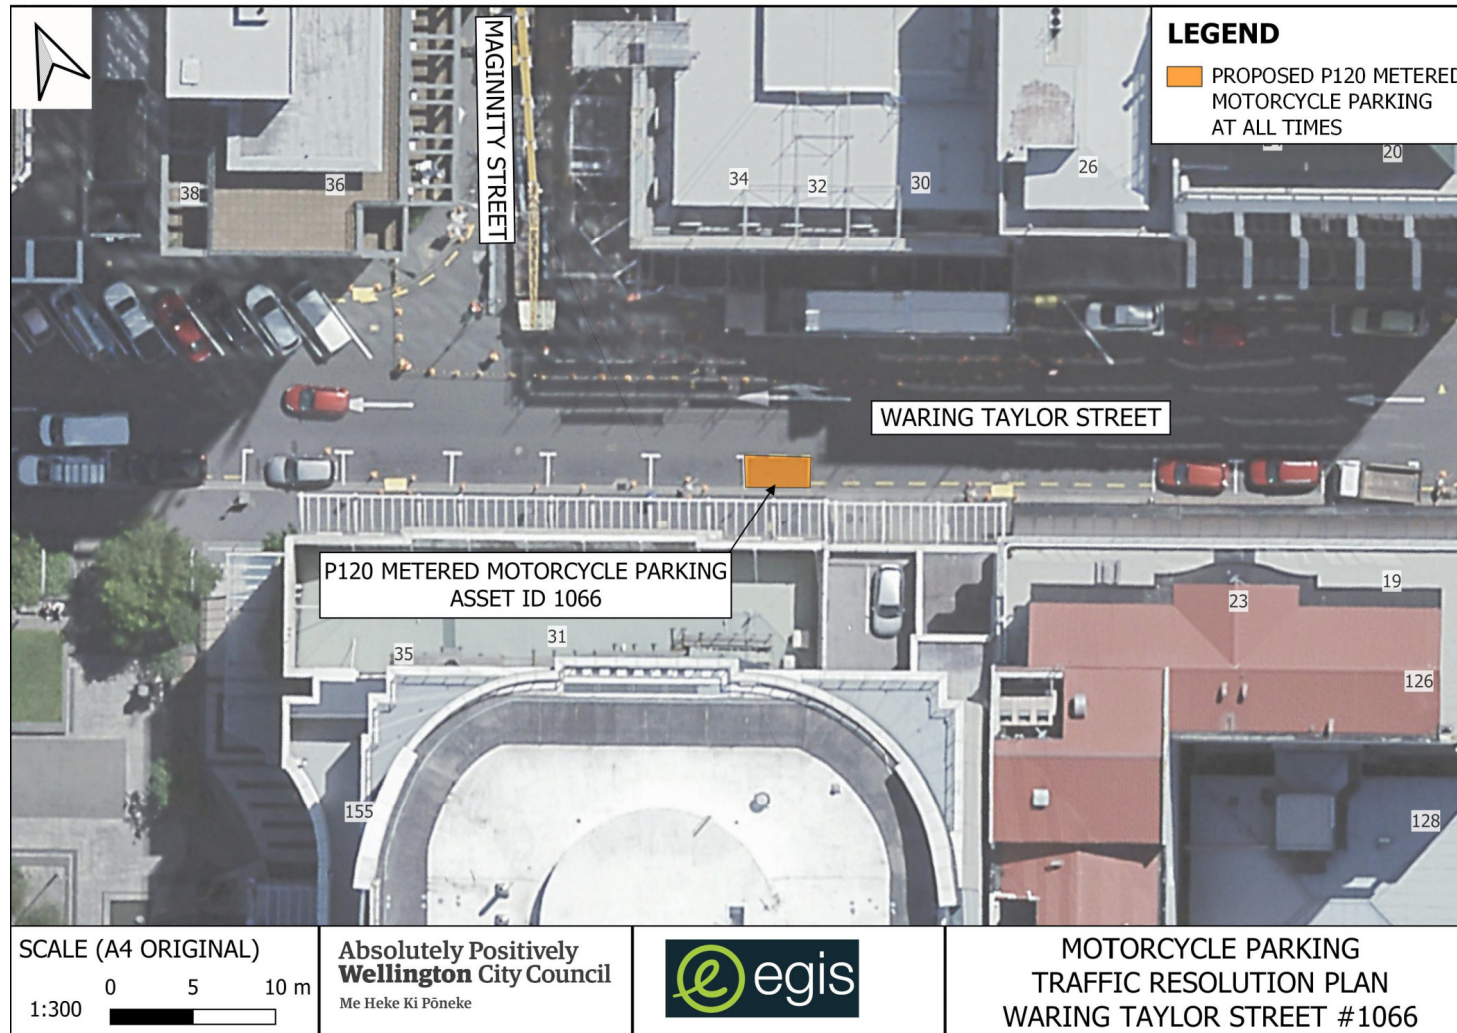 LEGEND
PROPOSED P120 METERED
MOTORCYCLE PARKING
AT ALL TIMES
MAGINNITY STREET
38
36
34
32
30
26
20
WARING TAYLOR STREET
P120 METERED MOTORCYCLE PARKING
ASSET ID 1066
31
35
19
23
126
155
128
SCALE (A4 ORIGINAL)
1:300
0 5 10 m
Absolutely Positively
Wellington City Council
Me Heke Ki Pōneke
egis
MOTORCYCLE PARKING
TRAFFIC RESOLUTION PLAN
WARING TAYLOR STREET #1066